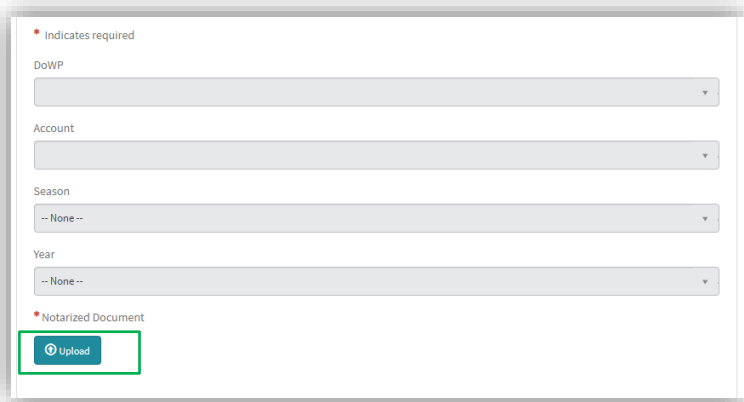 * Indicates required
DoWP
Account
Season
-- None --
Year
-- None --
* Notarized Document
Upload